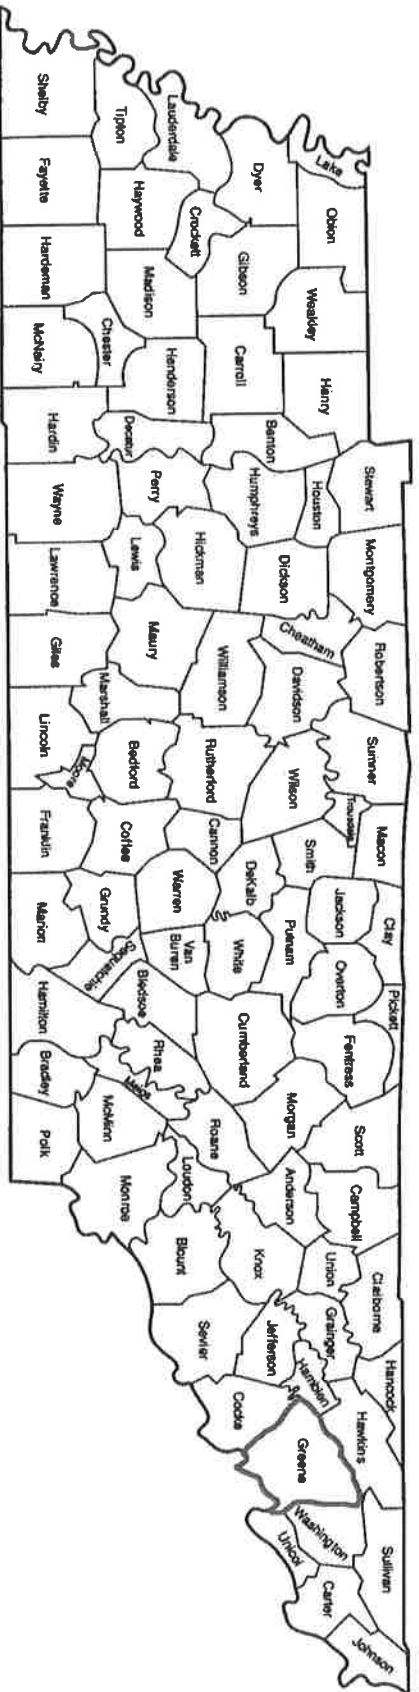 Shelby
Tipton
Lauderdale
Fayette
Haywood
Crockett
Dyer
Lake
Obion
Hardeman
Madison
Gibson
Weakley
McNairy
Chester
Henderson
Carroll
Henry
Hardin
Decatur
Benton
Wayne
Perry
Humphreys
Houston
Stewart
Lawrence
Lewis
Hickman
Dickson
Montgomery
Giles
Maury
Williamson
Cheatham
Robertson
Davidson
Marshall
Lincoln
Moore
Bedford
Rutherford
Wilson
Trousdale
Sumner
Franklin
Coffee
Cannon
Smith
Macon
Marion
Grundy
Warren
DeKalb
Jackson
Clay
Sequatchie
Van
Buren
White
Putnam
Overton
Pickett
Hamilton
Bledsoe
Cumberland
Fentress
Bradley
Meigs
Rhea
Morgan
Scott
Polk
McMinn
Roane
Monroe
Loudon
Anderson
Campbell
Blount
Knox
Union
Claiborne
Sevier
Jefferson
Grainger
Hamblen
Hancock
Cocke
Greene
Hawkins
Unicoi
Washington
Sullivan
Carter
Johnson